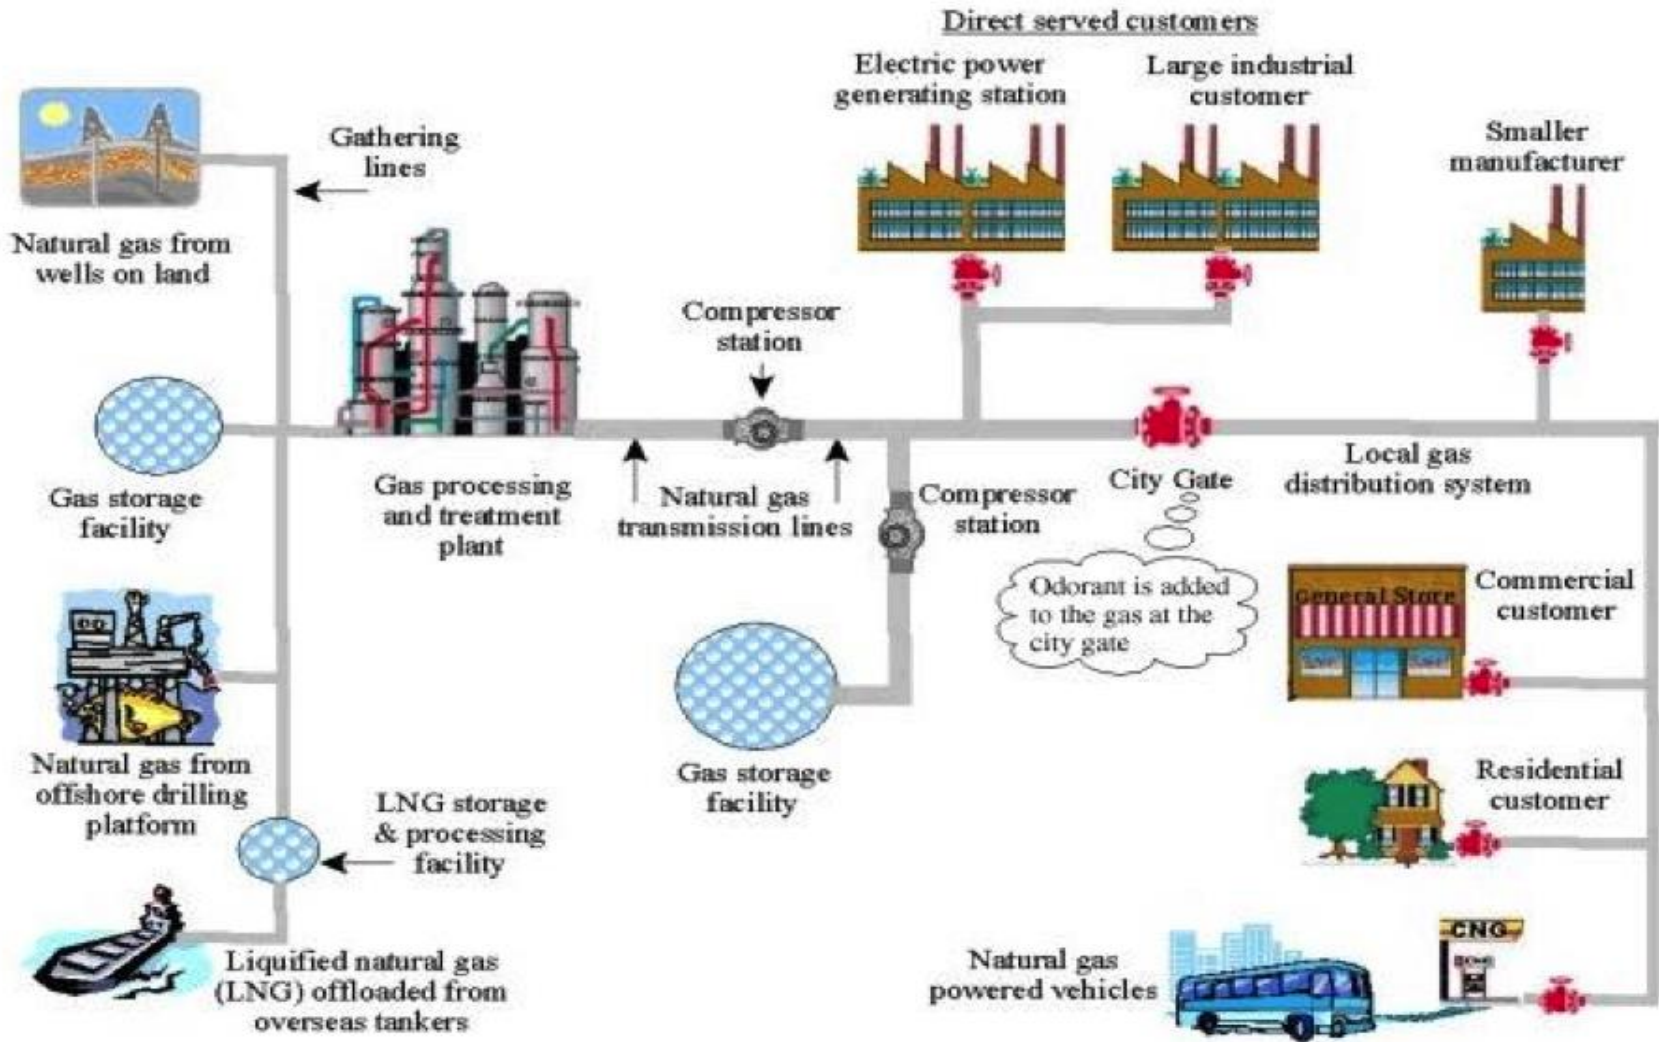 Direct served customers
Electric power
generating station
Large industrial
customer
Smaller
manufacturer
Gathering
lines
Natural gas from
wells on land
Compressor
station
Gas storage
facility
Gas processing
and treatment
plant
Natural gas
transmission lines
Compressor
station
City Gate
Local gas
distribution system
Odorant is added
to the gas at the
city gate
General Store
Commercial
customer
Natural gas from
offshore drilling
platform
Gas storage
facility
Residential
customer
LNG storage
& processing
facility
Liquified natural gas
(LNG) offloaded from
overseas tankers
Natural gas
powered vehicles
CNG